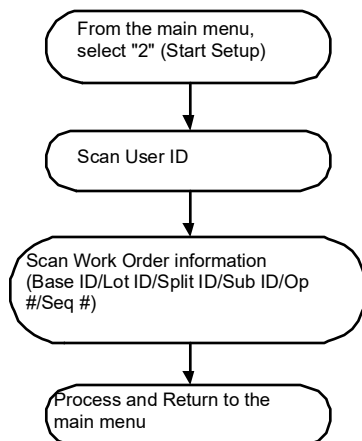 From the main menu,
select "2" (Start Setup)
Scan User ID
Scan Work Order information
(Base ID/Lot ID/Split ID/Sub ID/Op
#/Seq #)
Process and Return to the
main menu